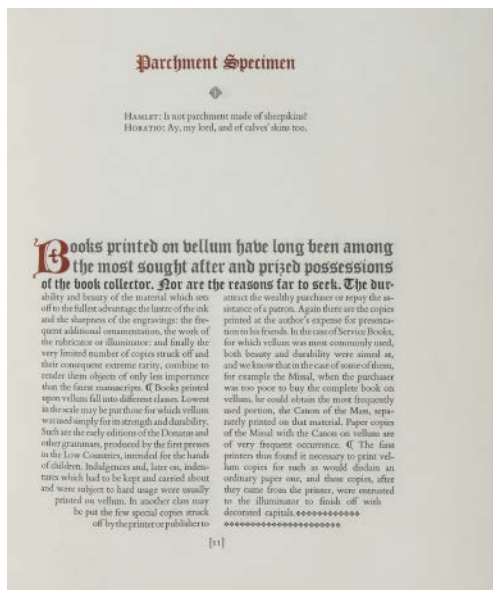 Parchment Specimen
HAMLET: Is not parchment made of sheepskins?
HORATIO: Ay, my lord, and of calves' skins too.
Books printed on vellum have long been among
the most sought after and prized possessions
of the book collector. Nor are the reasons far to seek. The dur-
ability and beauty of the material which sets
off to the fullest advantage the lustre of the ink
and the sharpness of the engravings: the fre-
quent additional ornamentation, the work of
the rubricator or illuminator: and finally the
very limited number of copies struck off and
their consequent extreme rarity, combine to
render them objects of only less importance
than the finest manuscripts. ¶ Books printed
upon vellum fall into different classes. Lowest
in the scale may be put those for which vellum
was used simply for its strength and durability.
Such are the early editions of the Donatus and
other grammars, produced by the first presses
in the Low Countries, intended for the hands
of children. Indulgences and, later on, inden-
tures which had to be kept and carried about
and were subject to hard usage were usually
printed on vellum. In another class may
be put the few special copies struck
off by the printer or publisher to
attract the wealthy purchaser or repay the as-
sistance of a patron. Again there are the copies
printed at the author's expense for presenta-
tion to his friends. In the case of Service Books,
for which vellum was most commonly used,
both beauty and durability were aimed at,
and we know that in the case of some of them,
for example the Missal, when the purchaser
was too poor to buy the complete book on
vellum, he could obtain the most frequently
used portion, the Canon of the Mass, sepa-
rately printed on that material. Paper copies
of the Missal with the Canon on vellum are
of very frequent occurrence. ¶ The first
printers thus found it necessary to print vel-
lum copies for such as would disdain an
ordinary paper one, and these copies, after
they came from the printer, were entrusted
to the illuminator to finish off with
decorated capitals.
[11]